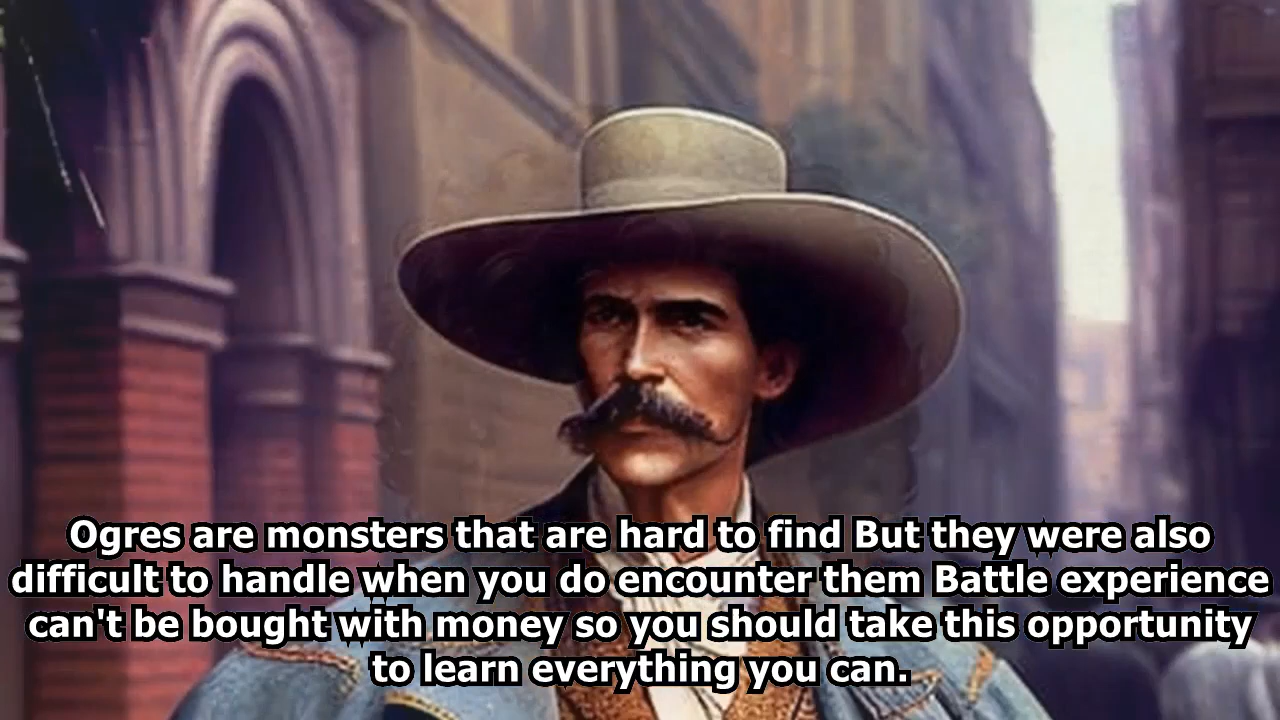 Ogres are monsters that are hard to find But they were also
difficult to handle when you do encounter them Battle experience
can't be bought with money so you should take this opportunity
to learn everything you can.